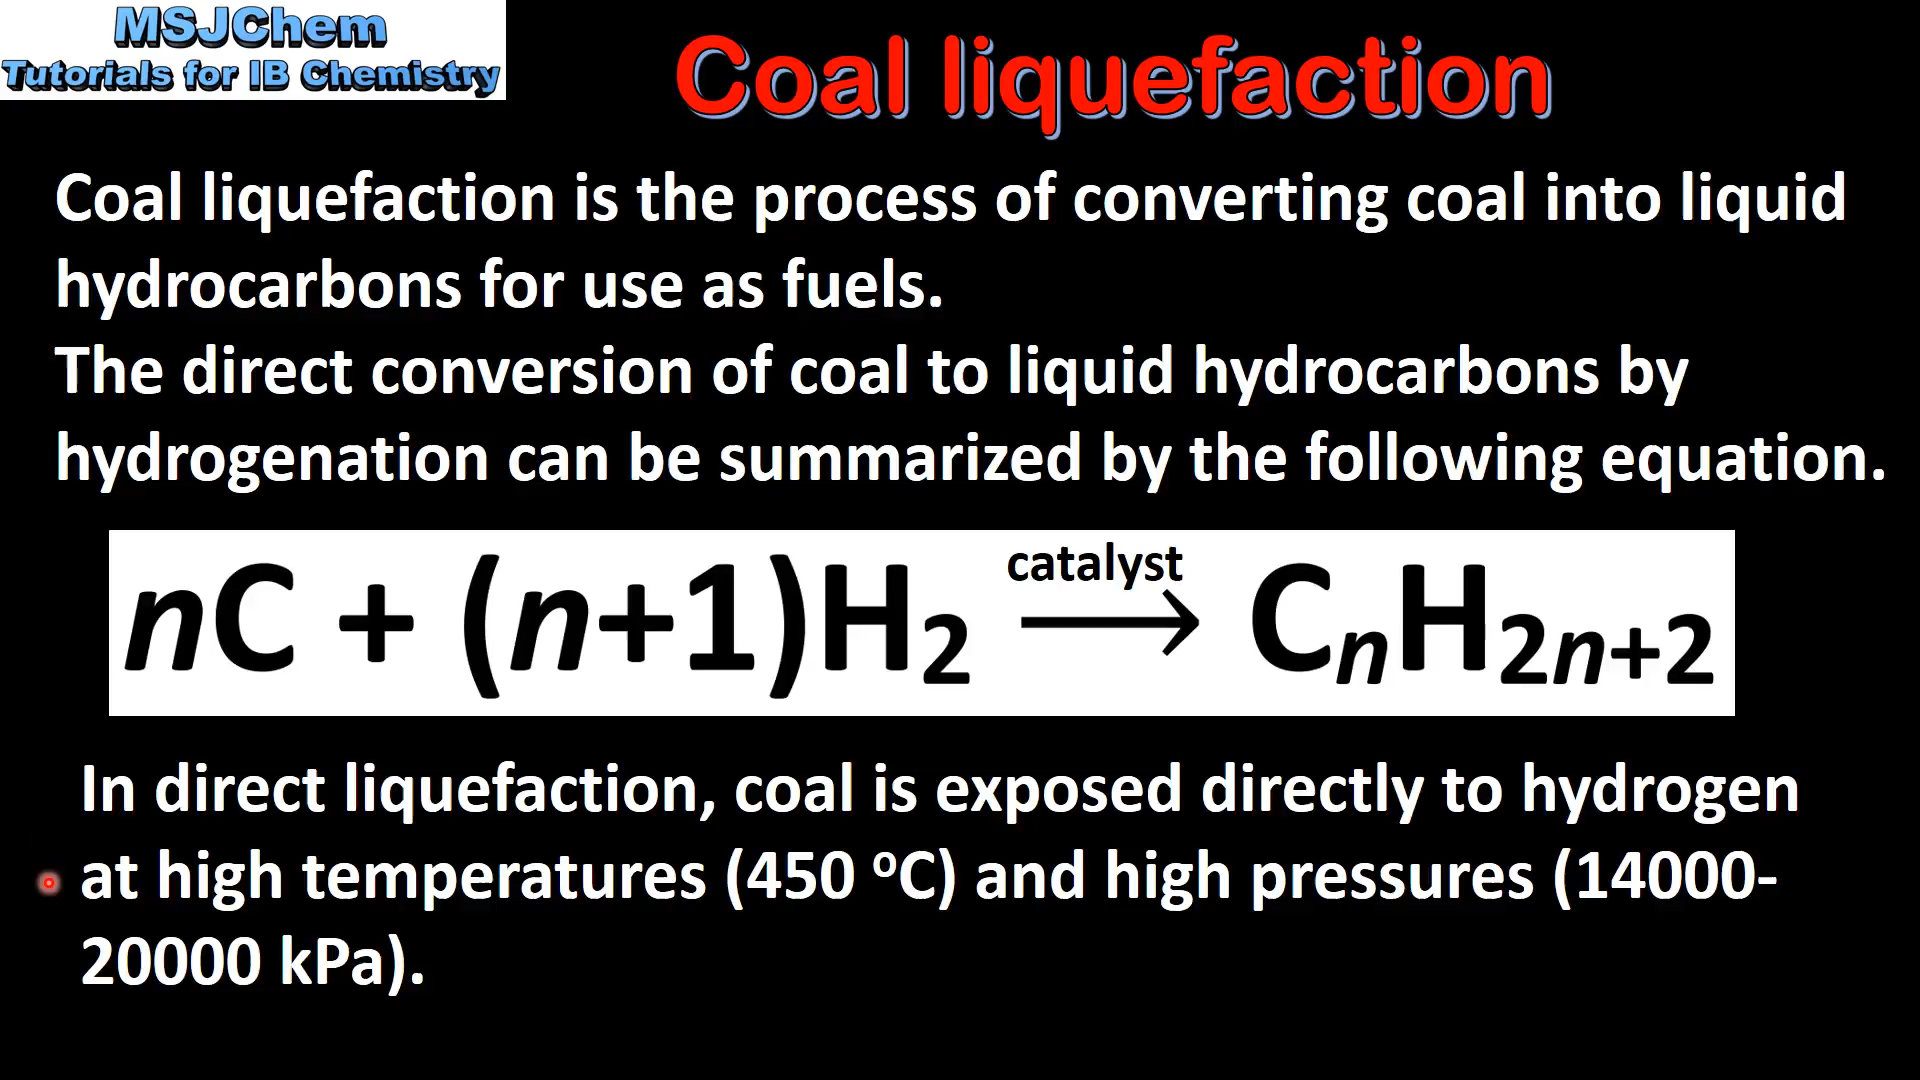 MSJChem
Tutorials for IB Chemistry
Coal liquefaction
Coal liquefaction is the process of converting coal into liquid
hydrocarbons for use as fuels.
The direct conversion of coal to liquid hydrocarbons by
hydrogenation can be summarized by the following equation.
nC + (n+1)H₂ catalyst⟶ CₙH₂ₙ₊₂
In direct liquefaction, coal is exposed directly to hydrogen
at high temperatures (450 ᵒC) and high pressures (14000-
20000 kPa).